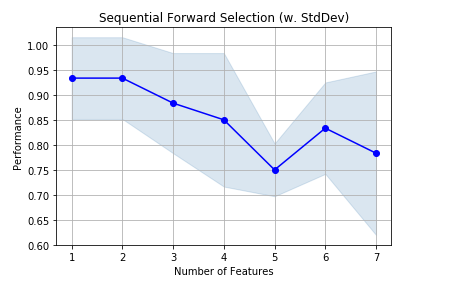 Sequential Forward Selection (w. StdDev)
1.00
0.95
0.90
0.85
0.80
0.75
0.70
0.65
0.60
Performance
1 2 3 4 5 6 7
Number of Features